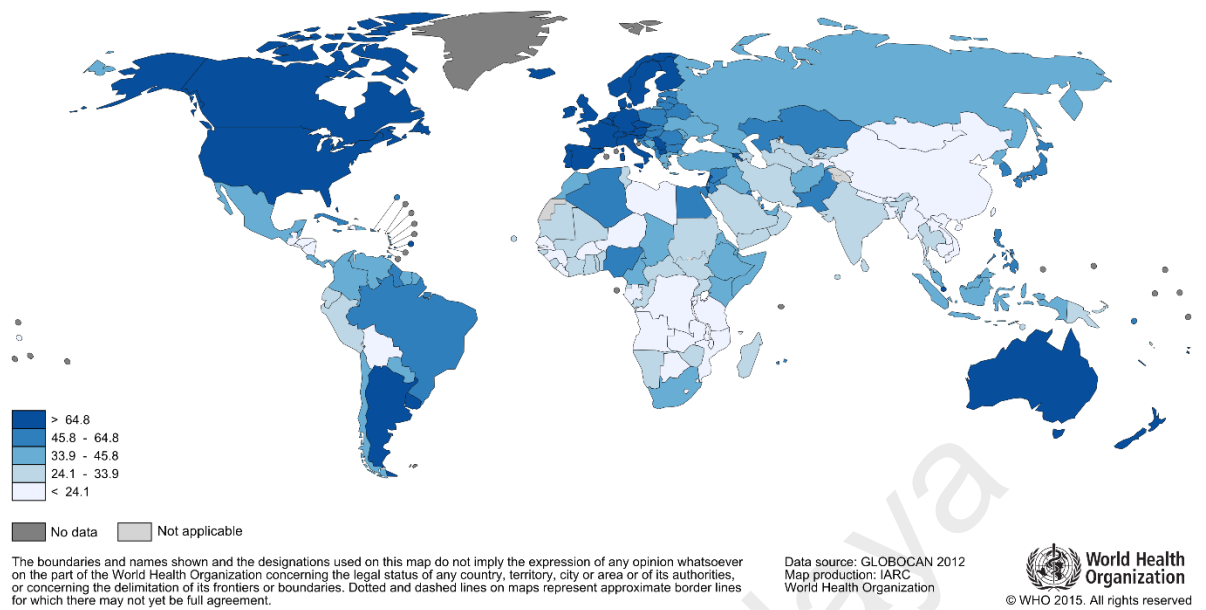 > 64.8
45.8 - 64.8
33.9 - 45.8
24.1 - 33.9
< 24.1
No data
Not applicable
The boundaries and names shown and the designations used on this map do not imply the expression of any opinion whatsoever
on the part of the World Health Organization concerning the legal status of any country, territory, city or area or of its authorities,
or concerning the delimitation of its frontiers or boundaries. Dotted and dashed lines on maps represent approximate border lines
for which there may not yet be full agreement.
Data source: GLOBOCAN 2012
Map production: IARC
World Health Organization
World Health
Organization
© WHO 2015. All rights reserved
laya